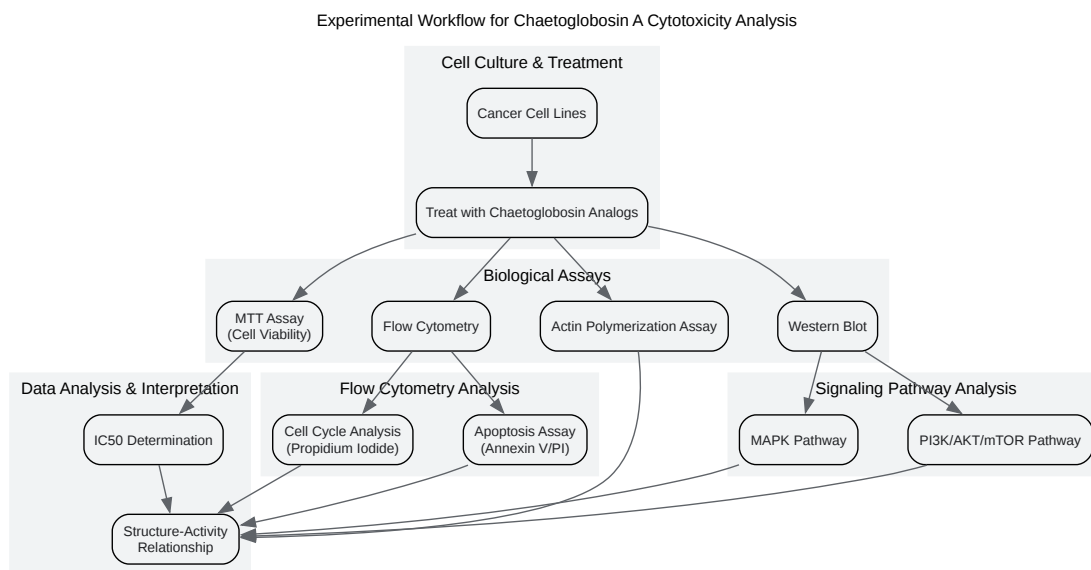 Experimental Workflow for Chaetoglobosin A Cytotoxicity Analysis
Cell Culture & Treatment
Cancer Cell Lines
Treat with Chaetoglobosin Analogs
Biological Assays
MTT Assay
(Cell Viability)
Flow Cytometry
Actin Polymerization Assay
Western Blot
Data Analysis & Interpretation
Flow Cytometry Analysis
Signaling Pathway Analysis
IC50 Determination
Cell Cycle Analysis
(Propidium Iodide)
Apoptosis Assay
(Annexin V/PI)
MAPK Pathway
PI3K/AKT/mTOR Pathway
Structure-Activity
Relationship